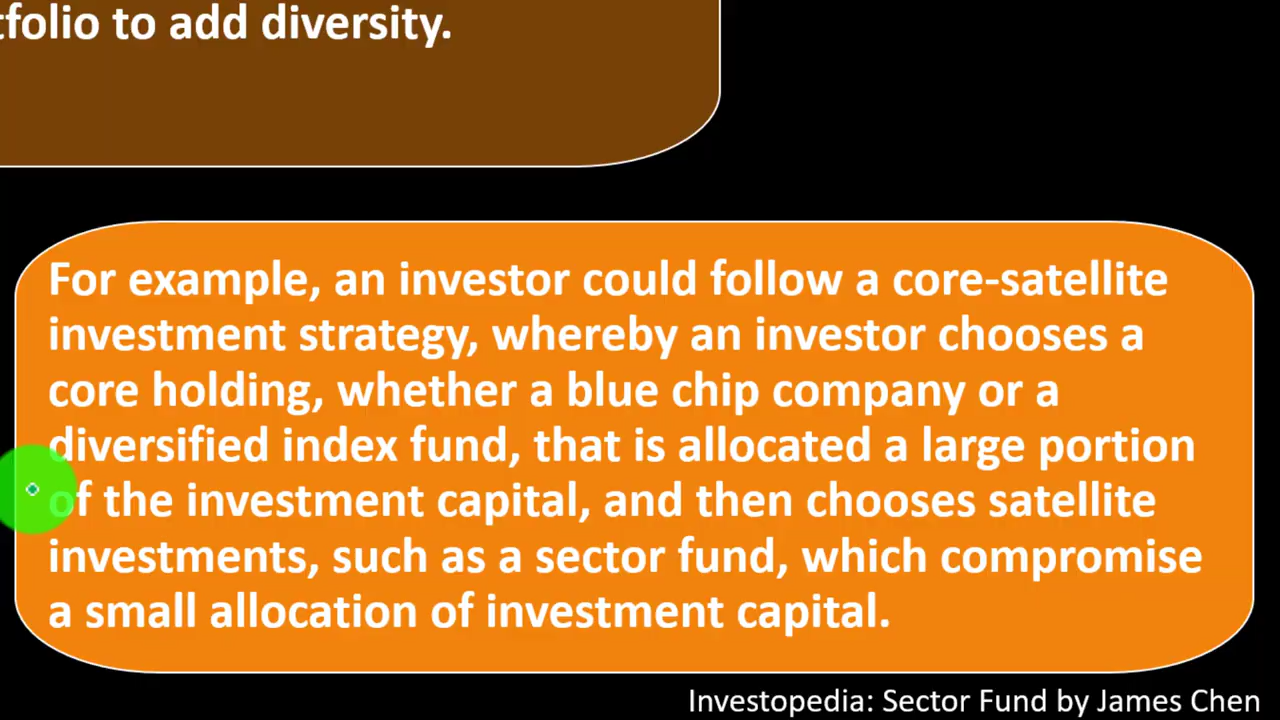 to add diversity.
For example, an investor could follow a core-satellite
investment strategy, whereby an investor chooses a
core holding, whether a blue chip company or a
diversified index fund, that is allocated a large portion
of the investment capital, and then chooses satellite
investments, such as a sector fund, which compromise
a small allocation of investment capital.
Investopedia: Sector Fund by James Chen